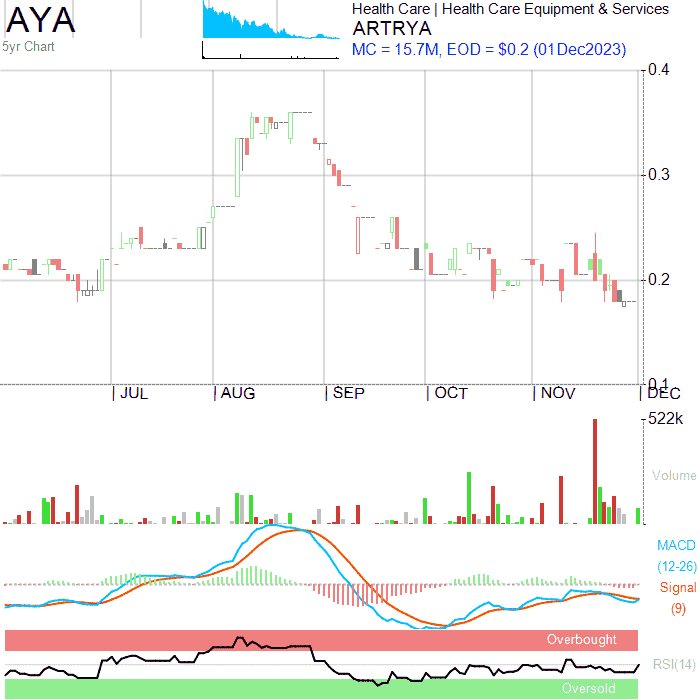 AYA
5yr Chart
Health Care | Health Care Equipment & Services
ARTRYA
MC = 15.7M, EOD = $0.2 (01Dec2023)
0.4
0.3
0.2
0.1
| JUL | AUG | SEP | OCT | NOV | DEC
522k
Volume
MACD
(12-26)
Signal
(9)
Overbought
RSI(14)
Oversold